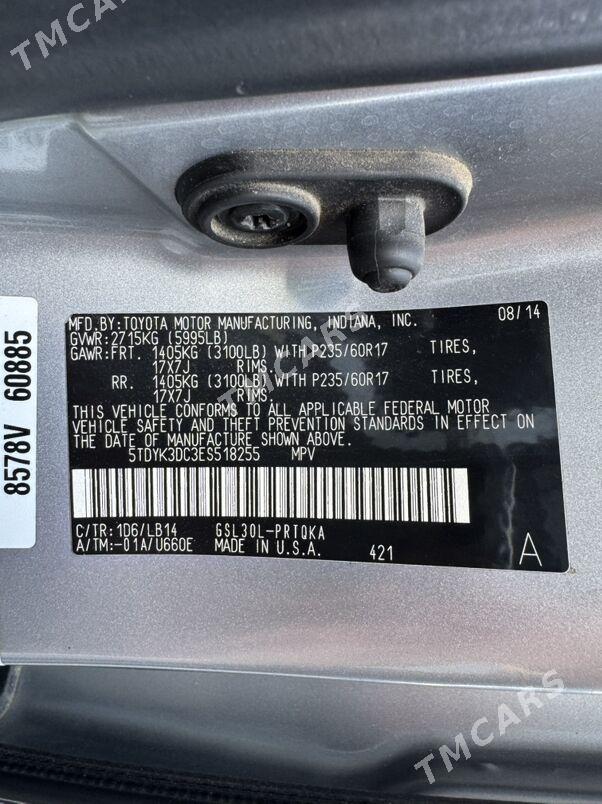 TMCARS
TMCARS
MFD.BY:TOYOTA MOTOR MANUFACTURING, INDIANA, INC. 08/14
GVWR:2715KG (5995LB)
GAWR:FRT. 1405KG (3100LB) WITH P235/60R17 TIRES,
17X7J RIMS,
RR. 1405KG (3100LB) WITH P235/60R17 TIRES,
17X7J RIMS.
THIS VEHICLE CONFORMS TO ALL APPLICABLE FEDERAL MOTOR
VEHICLE SAFETY AND THEFT PREVENTION STANDARDS IN EFFECT ON
THE DATE OF MANUFACTURE SHOWN ABOVE.
5TDYK3DC3ES518255 MPV
C/TR:1D6/LB14 GSL30L-PRTQKA
A/TM:-01A/U660E MADE IN U.S.A. 421 A
8578V 60885
TMCARS